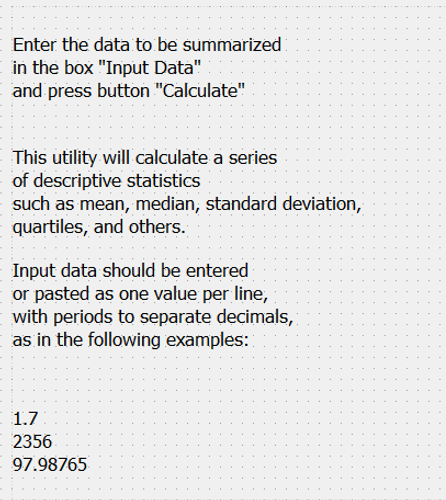 Enter the data to be summarized
in the box "Input Data"
and press button "Calculate"
This utility will calculate a series
of descriptive statistics
such as mean, median, standard deviation,
quartiles, and others.
Input data should be entered
or pasted as one value per line,
with periods to separate decimals,
as in the following examples:
1.7
2356
97.98765